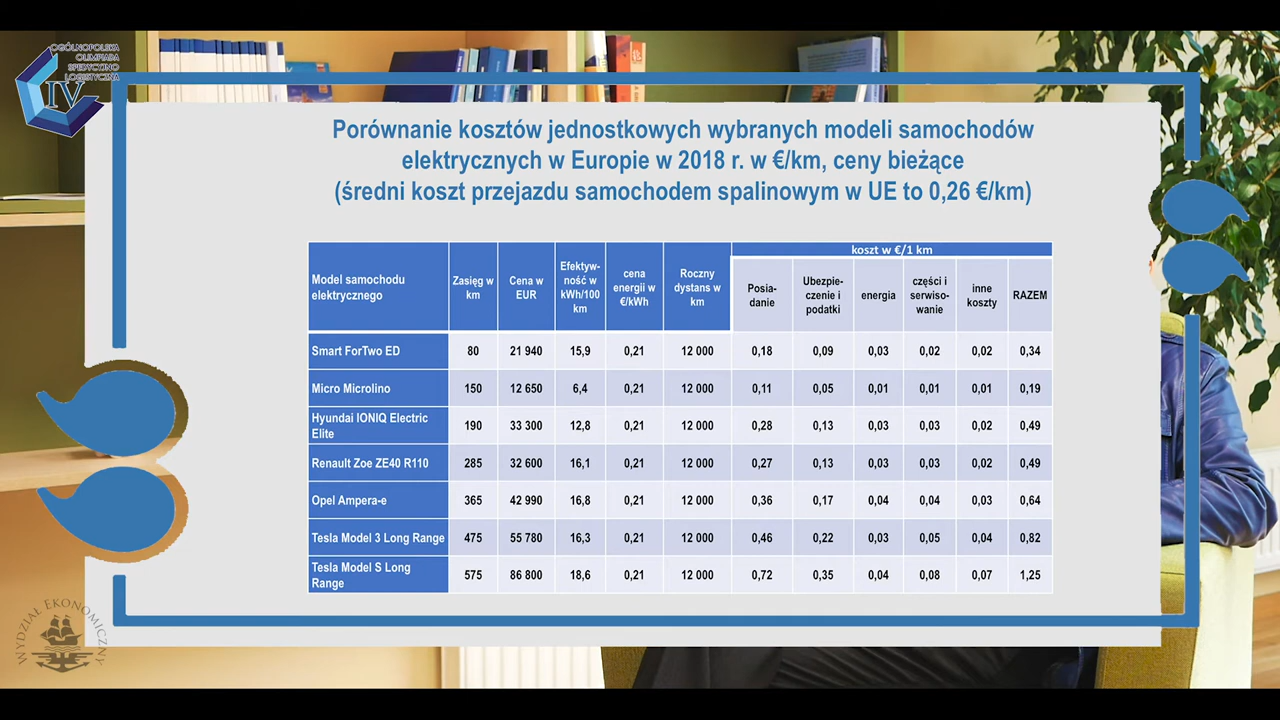 OGÓLNOPOLSKA
OLIMPIADA
SPEDYCYJNO
LOGISTYCZNA
IV
Porównanie kosztów jednostkowych wybranych modeli samochodów
elektrycznych w Europie w 2018 r. w €/km, ceny bieżące
(średni koszt przejazdu samochodem spalinowym w UE to 0,26 €/km)
koszt w €/1 km
Model samochodu
elektrycznego
Zasięg w
km
Cena w
EUR
Efektyw-
ność w
kWh/100
km
cena
energii w
€/kWh
Roczny
dystans w
km
Posia-
danie
Ubezpie-
czenie i
podatki
energia
części i
serwiso-
wanie
inne
koszty
RAZEM
Smart ForTwo ED 80 21 940 15,9 0,21 12 000 0,18 0,09 0,03 0,02 0,02 0,34
Micro Microlino 150 12 650 6,4 0,21 12 000 0,11 0,05 0,01 0,01 0,01 0,19
Hyundai IONIQ Electric
Elite 190 33 300 12,8 0,21 12 000 0,28 0,13 0,03 0,03 0,02 0,49
Renault Zoe ZE40 R110 285 32 600 16,1 0,21 12 000 0,27 0,13 0,03 0,03 0,02 0,49
Opel Ampera-e 365 42 990 16,8 0,21 12 000 0,36 0,17 0,04 0,04 0,03 0,64
Tesla Model 3 Long Range 475 55 780 16,3 0,21 12 000 0,46 0,22 0,03 0,05 0,04 0,82
Tesla Model S Long
Range 575 86 800 18,6 0,21 12 000 0,72 0,35 0,04 0,08 0,07 1,25
WYDZIAŁ EKONOMICZNY